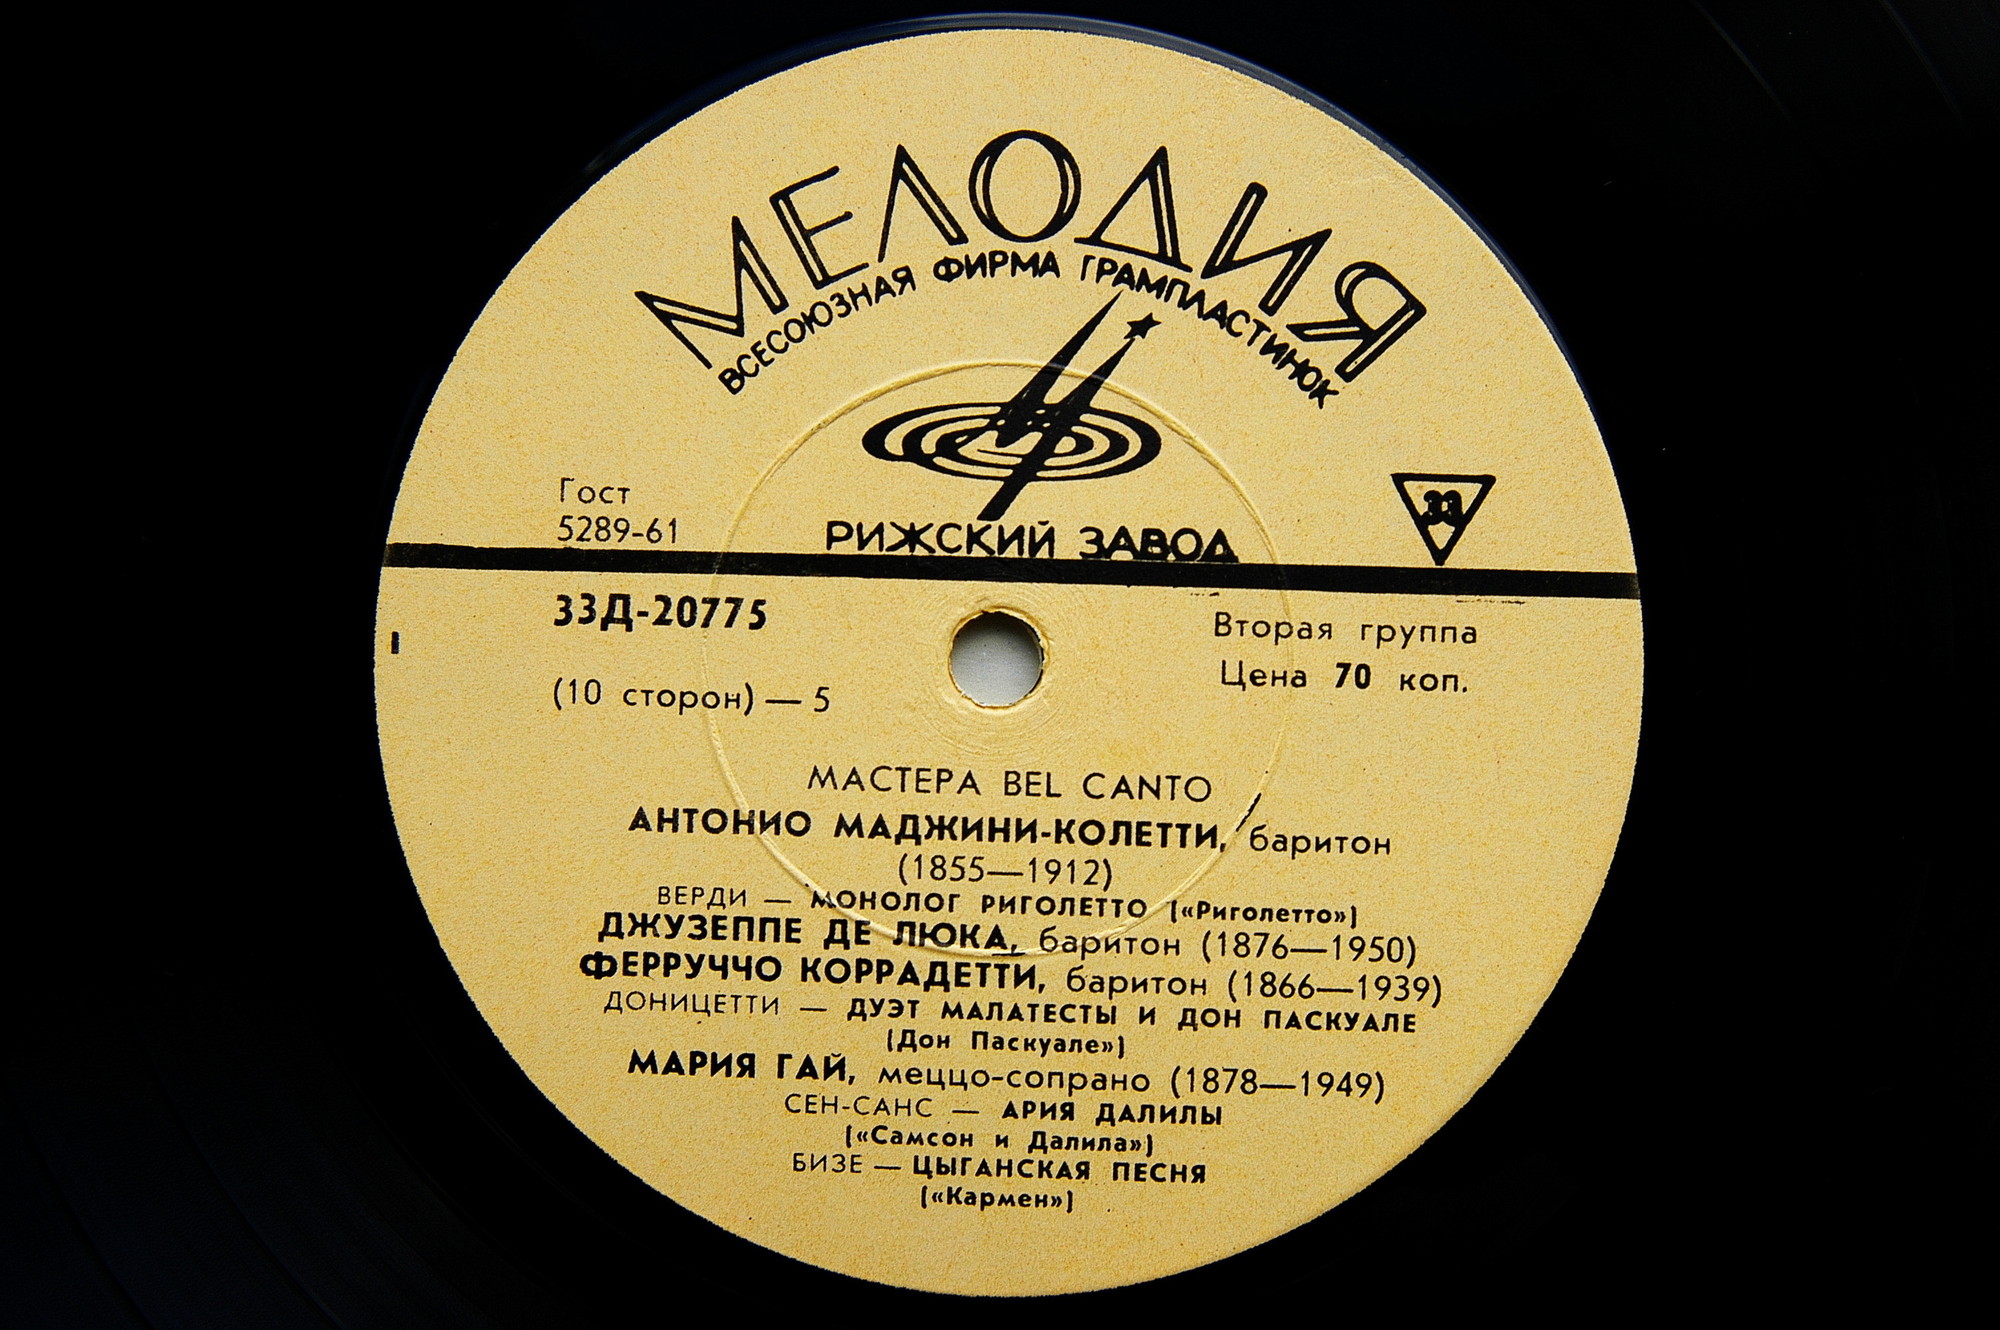 МЕЛОДИЯ
ВСЕСОЮЗНАЯ ФИРМА ГРАМПЛАСТИНОК
Гост
5289-61
РИЖСКИЙ ЗАВОД
33
33Д-20775
Вторая группа
Цена 70 коп.
(10 сторон) — 5
МАСТЕРА BEL CANTO
АНТОНИО МАДЖИНИ-КОЛЕТТИ, баритон
(1855—1912)
ВЕРДИ — МОНОЛОГ РИГОЛЕТТО («Риголетто»)
ДЖУЗЕППЕ ДЕ ЛЮКА, баритон (1876—1950)
ФЕРРУЧЧО КОРРАДЕТТИ, баритон (1866—1939)
ДОНИЦЕТТИ — ДУЭТ МАЛАТЕСТЫ И ДОН ПАСКУАЛЕ
(Дон Паскуале»)
МАРИЯ ГАЙ, меццо-сопрано (1878—1949)
СЕН-САНС — АРИЯ ДАЛИЛЫ
(«Самсон и Далила»)
БИЗЕ — ЦЫГАНСКАЯ ПЕСНЯ
(«Кармен»)